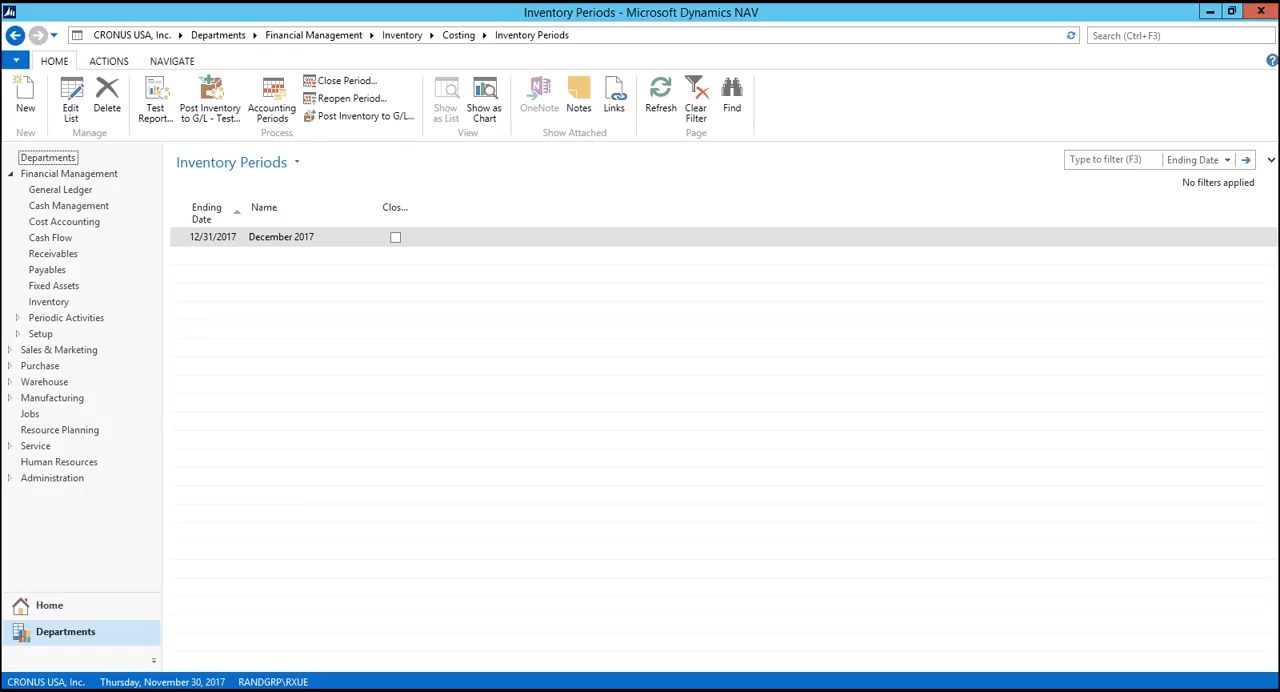 Inventory Periods - Microsoft Dynamics NAV
CRONUS USA, Inc. Departments Financial Management Inventory Costing Inventory Periods
Search (Ctrl+F3)
HOME ACTIONS NAVIGATE
New
Edit List
Delete
Test Report...
Post Inventory to G/L - Test...
Accounting Periods
Close Period...
Reopen Period...
Post Inventory to G/L...
Show as List
Show as Chart
OneNote
Notes
Links
Refresh
Clear Filter
Find
New Manage Process View Show Attached Page
Departments
Financial Management
General Ledger
Cash Management
Cost Accounting
Cash Flow
Receivables
Payables
Fixed Assets
Inventory
Periodic Activities
Setup
Sales & Marketing
Purchase
Warehouse
Manufacturing
Jobs
Resource Planning
Service
Human Resources
Administration
Home
Departments
Inventory Periods
Type to filter (F3) Ending Date
No filters applied
Ending Date Name Clos...
12/31/2017 December 2017
CRONUS USA, Inc. Thursday, November 30, 2017 RANDGRP\RXUE